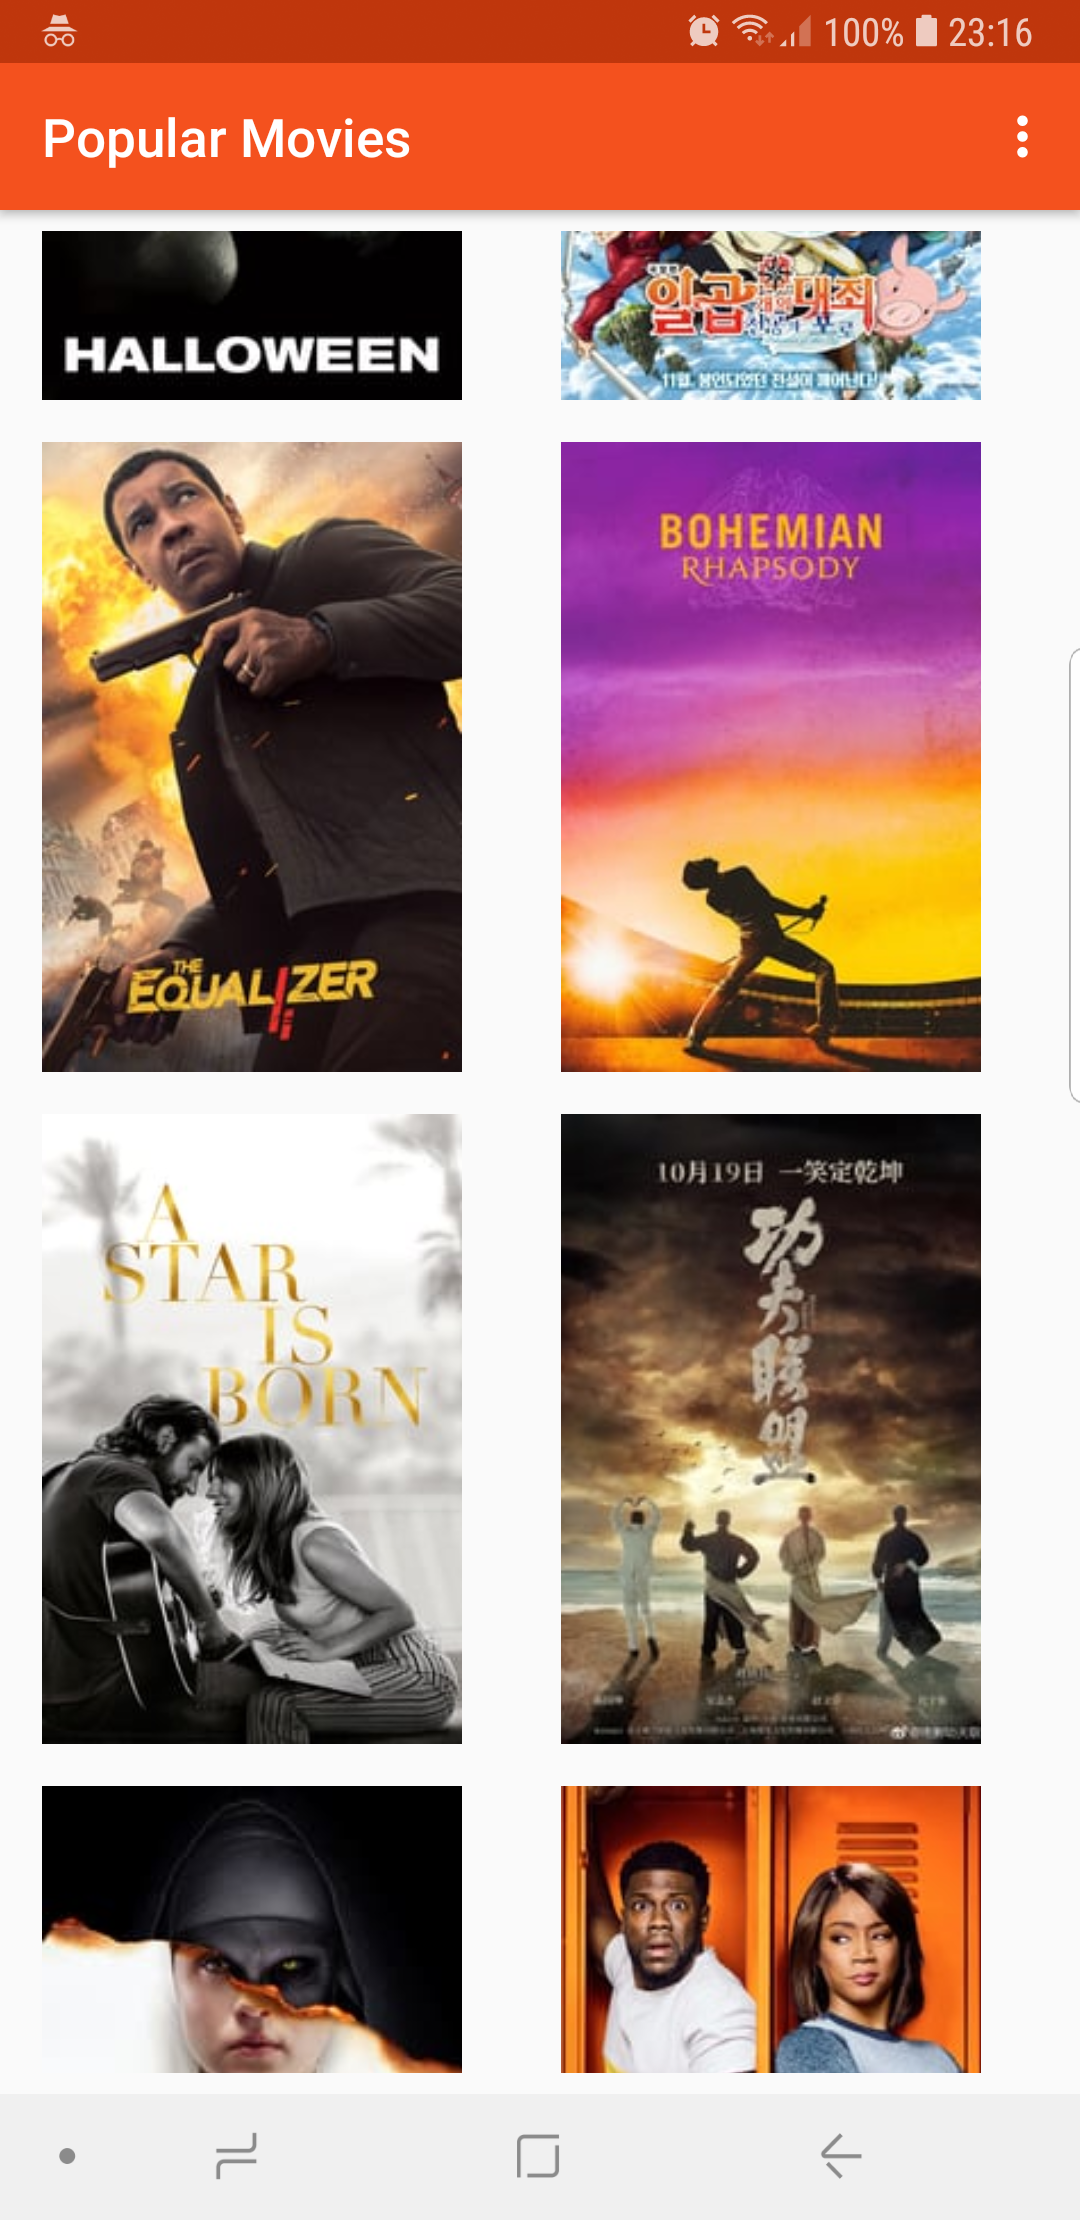 100% 23:16
Popular Movies
HALLOWEEN
일곱 개의 대죄
11월, 봉인되었던 전설이 깨어난다!
THE
EQUALIZER
BOHEMIAN
RHAPSODY
A
STAR
IS
BORN
10月19日 一笑定乾坤
功
夫
联
盟